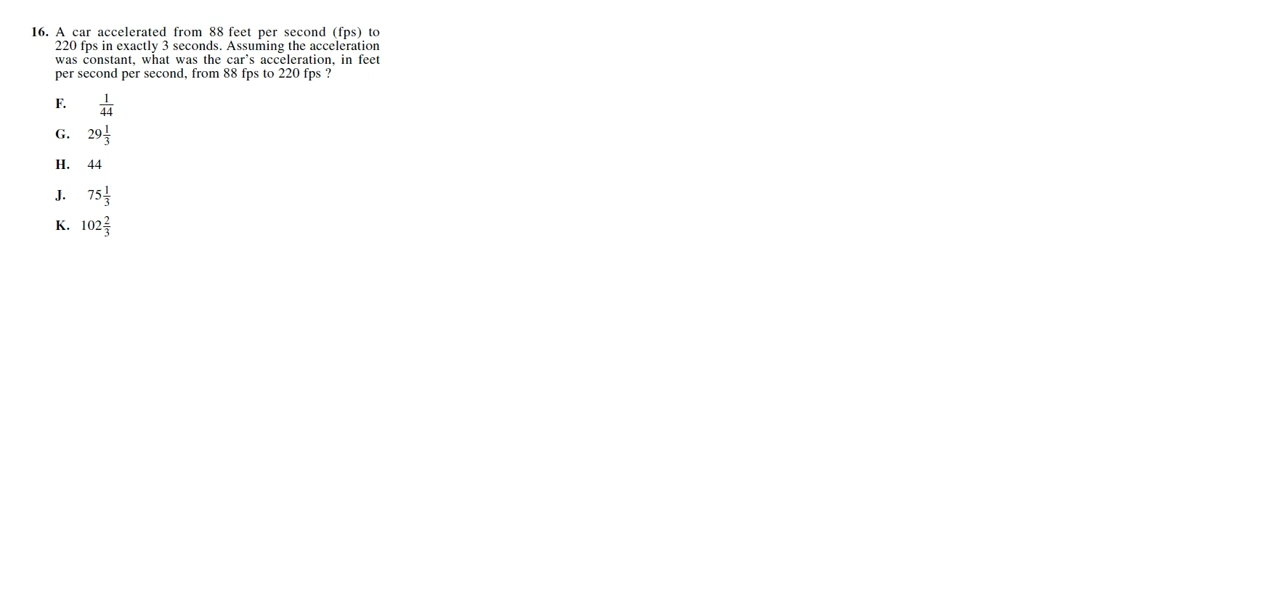 16. A car accelerated from 88 feet per second (fps) to
220 fps in exactly 3 seconds. Assuming the acceleration
was constant, what was the car's acceleration, in feet
per second per second, from 88 fps to 220 fps ?
F. 1/44
G. 29 1/3
H. 44
J. 75 1/3
K. 102 2/3